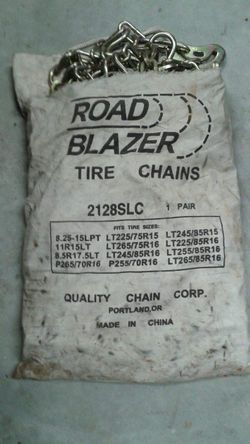 ROAD
BLAZER
TIRE CHAINS
2128SLC 1 PAIR
FITS TIRE SIZES:
8.25-15LPT LT225/75R15 LT245/85R15
11R15LT LT265/75R16 LT225/85R16
8.5R17.5LT LT245/85R16 LT255/85R16
P265/70R16 P255/70R16 LT265/85R16
QUALITY CHAIN CORP.
PORTLAND,OR
MADE IN CHINA